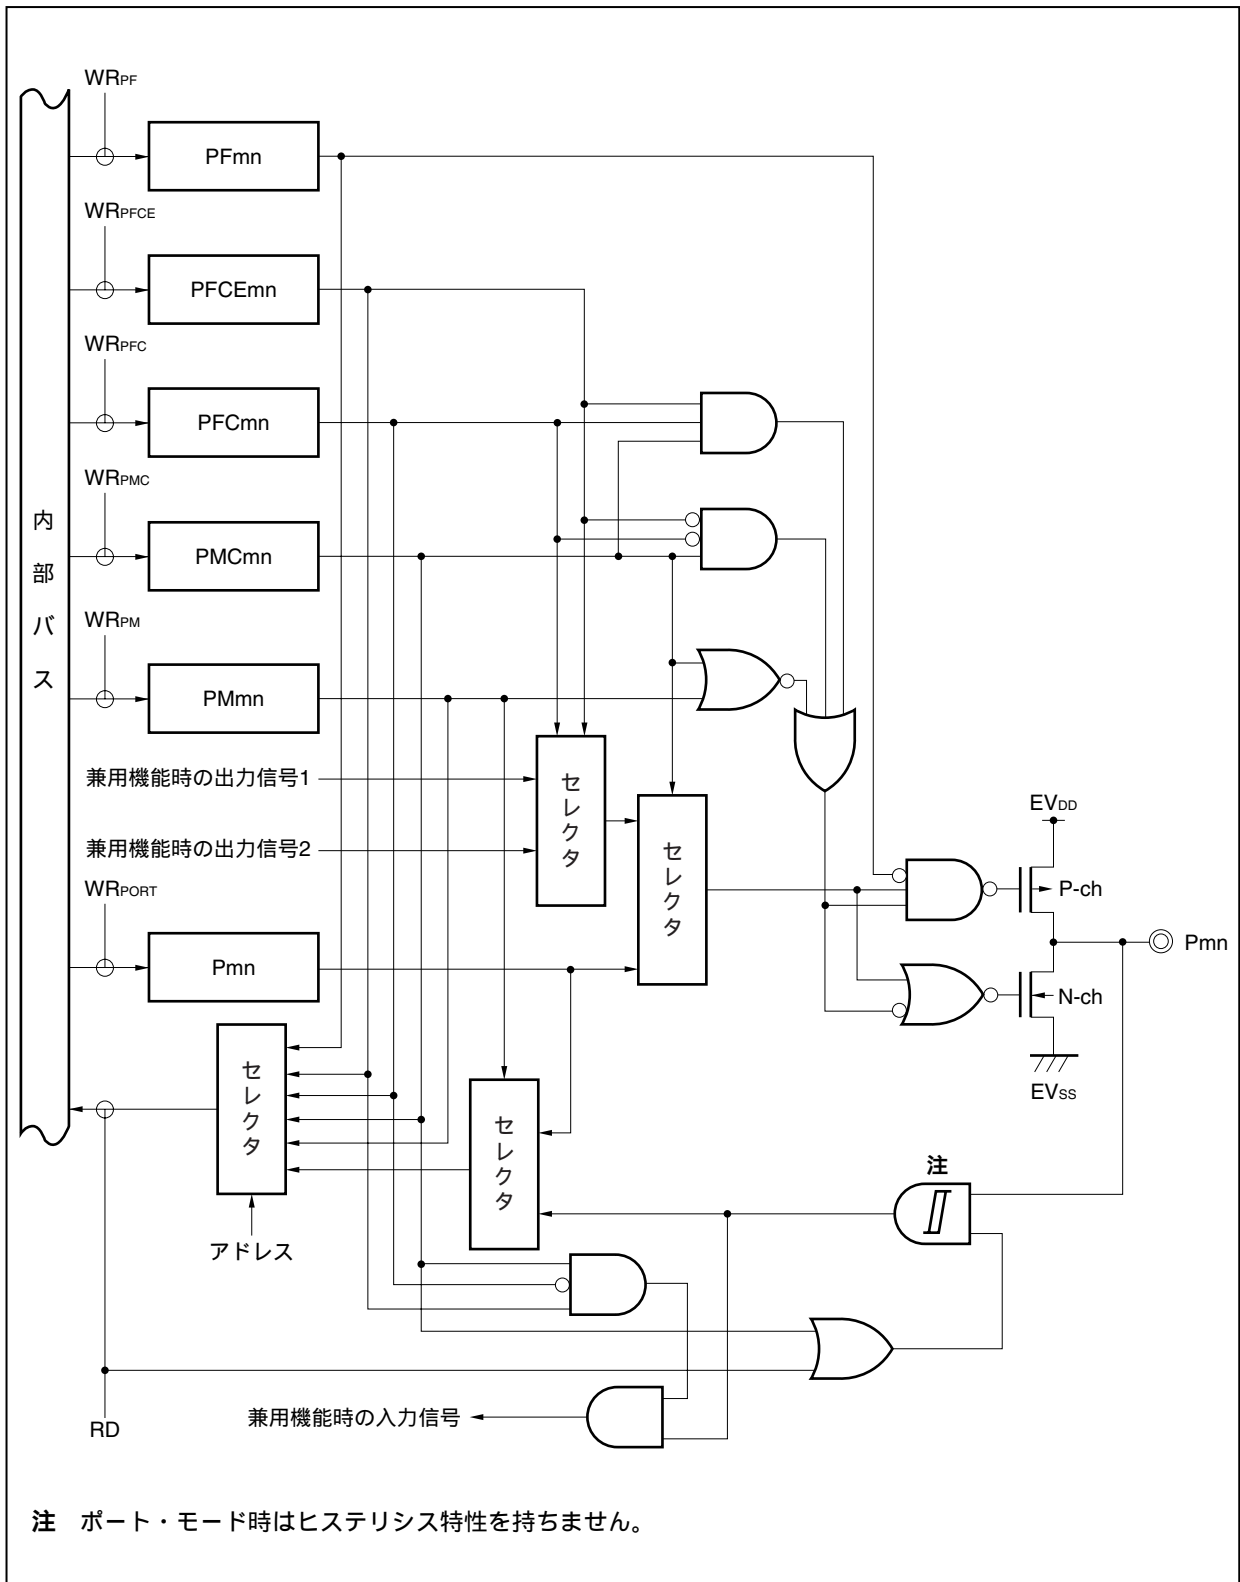 WRPF
PFmn
WRPFCE
PFCEmn
WRPFC
PFCmn
WRPMC
PMCmn
内部バス
WRPM
PMmn
兼用機能時の出力信号1
兼用機能時の出力信号2
セレクタ
セレクタ
WRPORT
Pmn
EVDD
P-ch
Pmn
N-ch
EVSS
セレクタ
セレクタ
アドレス
注
RD
兼用機能時の入力信号
注 ポート・モード時はヒステリシス特性を持ちません。